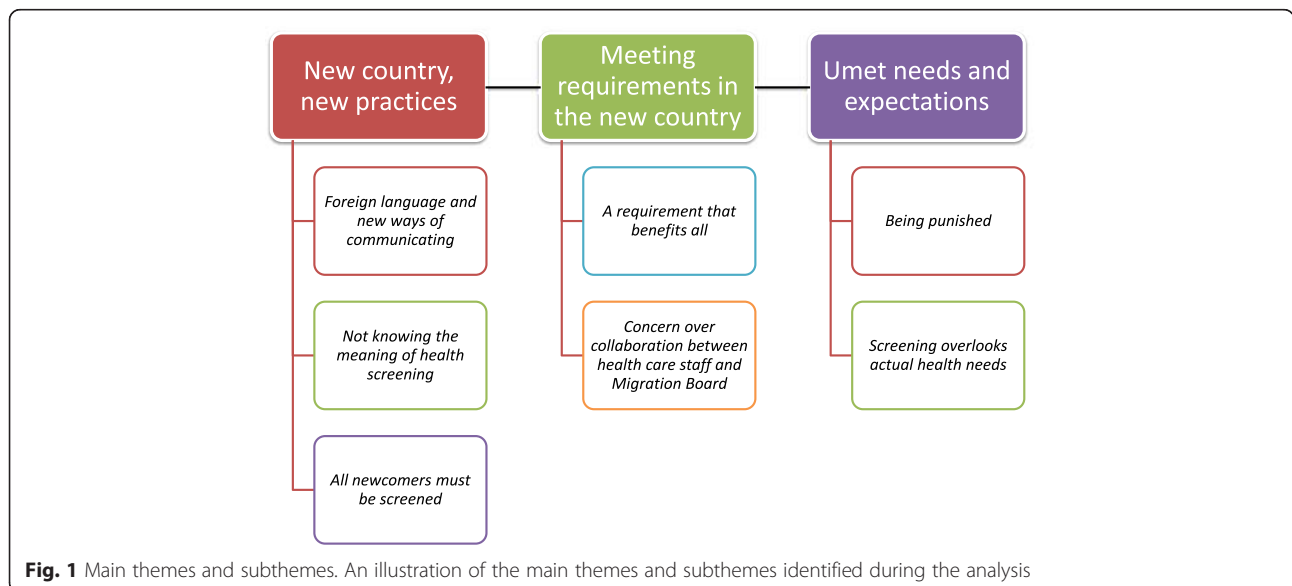 New country,
new practices
Meeting
requirements in
the new country
Umet needs and
expectations
Foreign language and
new ways of
communicating
A requirement that
benefits all
Being punished
Not knowing the
meaning of health
screening
Concern over
collaboration between
health care staff and
Migration Board
Screening overlooks
actual health needs
All newcomers must
be screened
Fig. 1 Main themes and subthemes. An illustration of the main themes and subthemes identified during the analysis